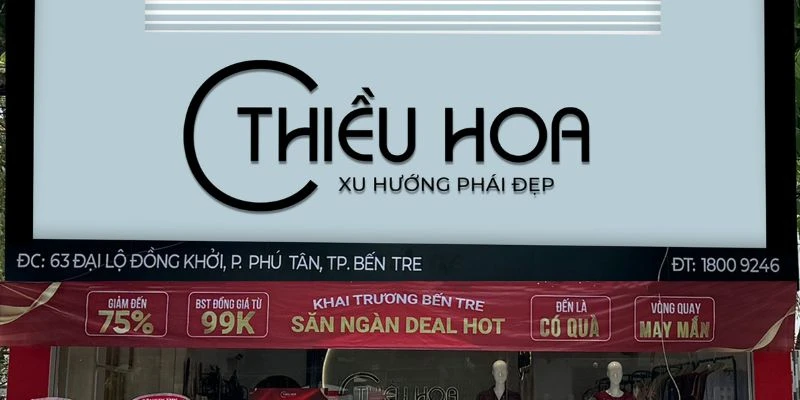 THIỀU HOA
XU HƯỚNG PHÁI ĐẸP
ĐC: 63 ĐẠI LỘ ĐỒNG KHỞI, P. PHÚ TÂN, TP. BẾN TRE
ĐT: 1800 9246
GIẢM ĐẾN
75%
BST ĐỒNG GIÁ TỪ
99K
KHAI TRƯƠNG BẾN TRE
SĂN NGÀN DEAL HOT
ĐẾN LÀ
CÓ QUÀ
VÒNG QUAY
MAY MẮN
THIỀU HOA